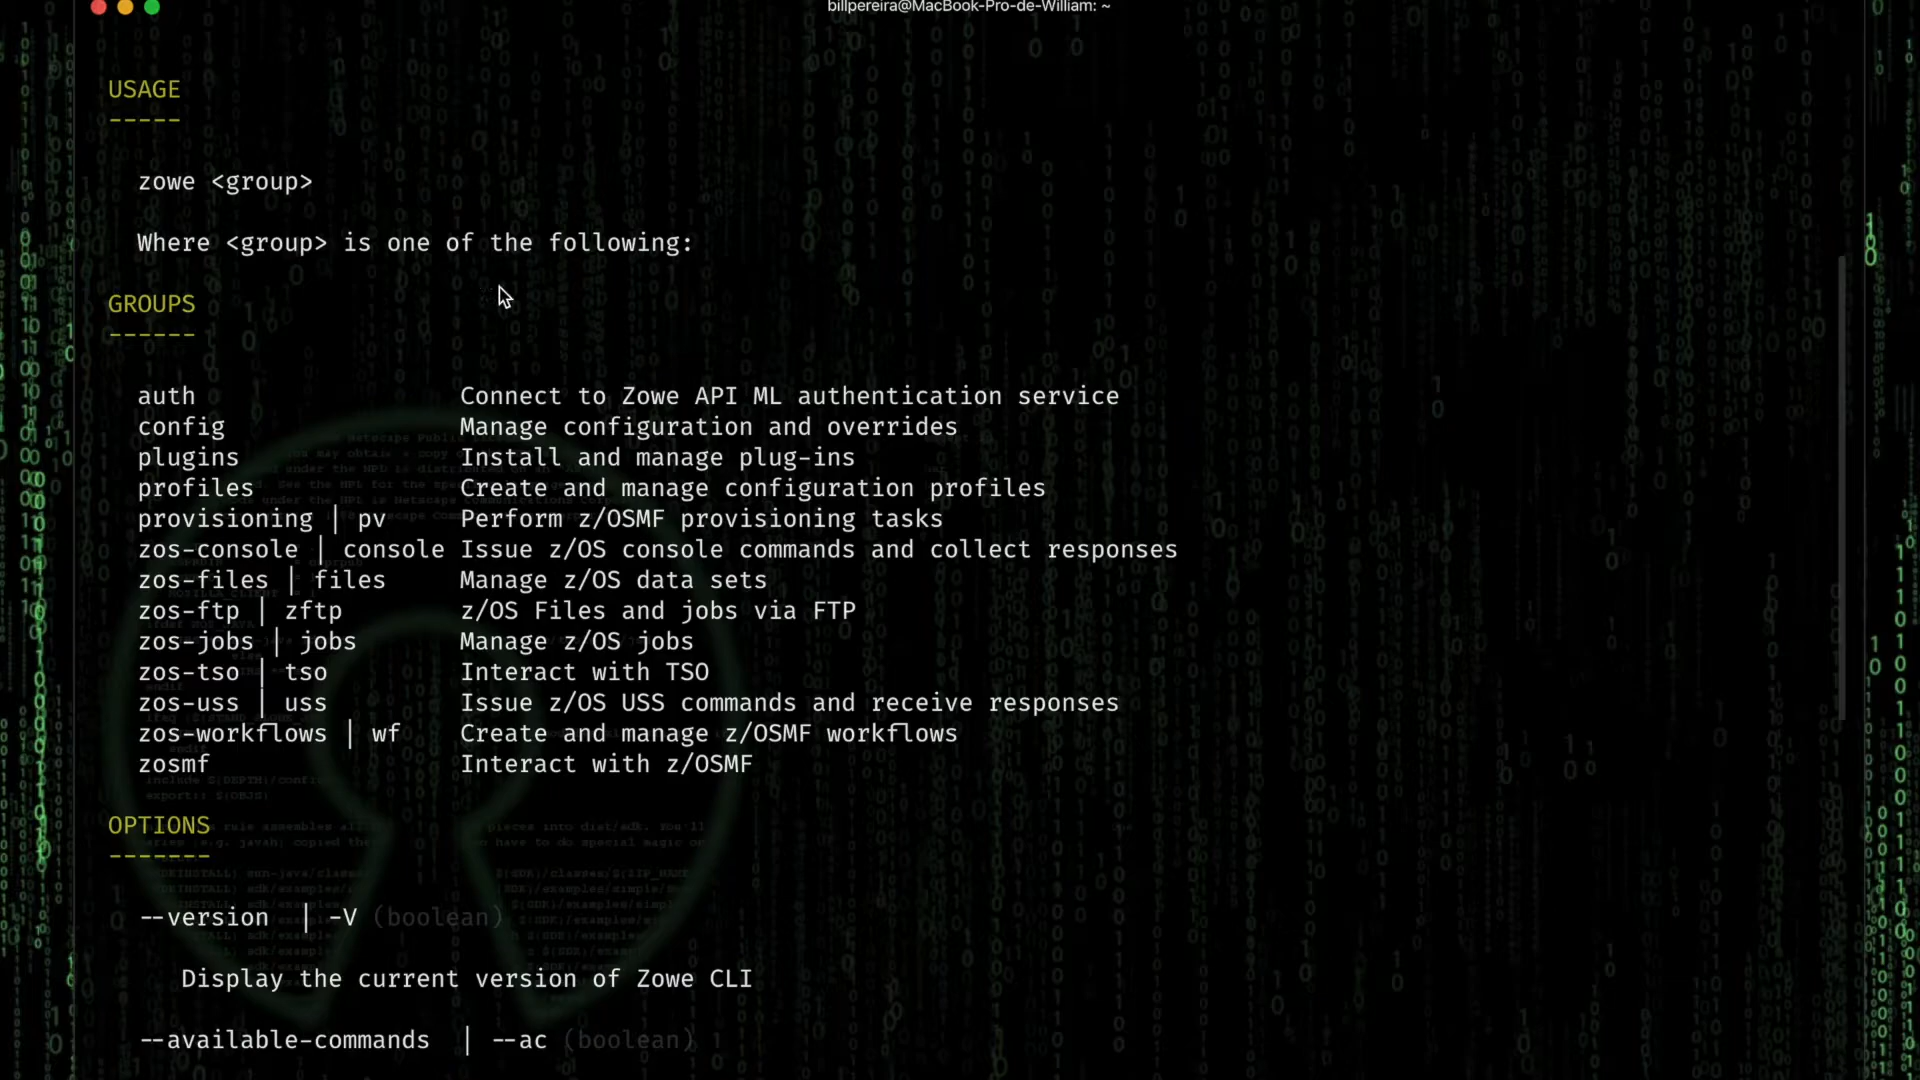 billpereira@MacBook-Pro-de-William: ~
USAGE
-----
zowe <group>
Where <group> is one of the following:
GROUPS
------
auth Connect to Zowe API ML authentication service
config Manage configuration and overrides
plugins Install and manage plug-ins
profiles Create and manage configuration profiles
provisioning | pv Perform z/OSMF provisioning tasks
zos-console | console Issue z/OS console commands and collect responses
zos-files | files Manage z/OS data sets
zos-ftp | zftp z/OS Files and jobs via FTP
zos-jobs | jobs Manage z/OS jobs
zos-tso | tso Interact with TSO
zos-uss | uss Issue z/OS USS commands and receive responses
zos-workflows | wf Create and manage z/OSMF workflows
zosmf Interact with z/OSMF
OPTIONS
-------
--version | -V (boolean)
Display the current version of Zowe CLI
--available-commands | --ac (boolean)